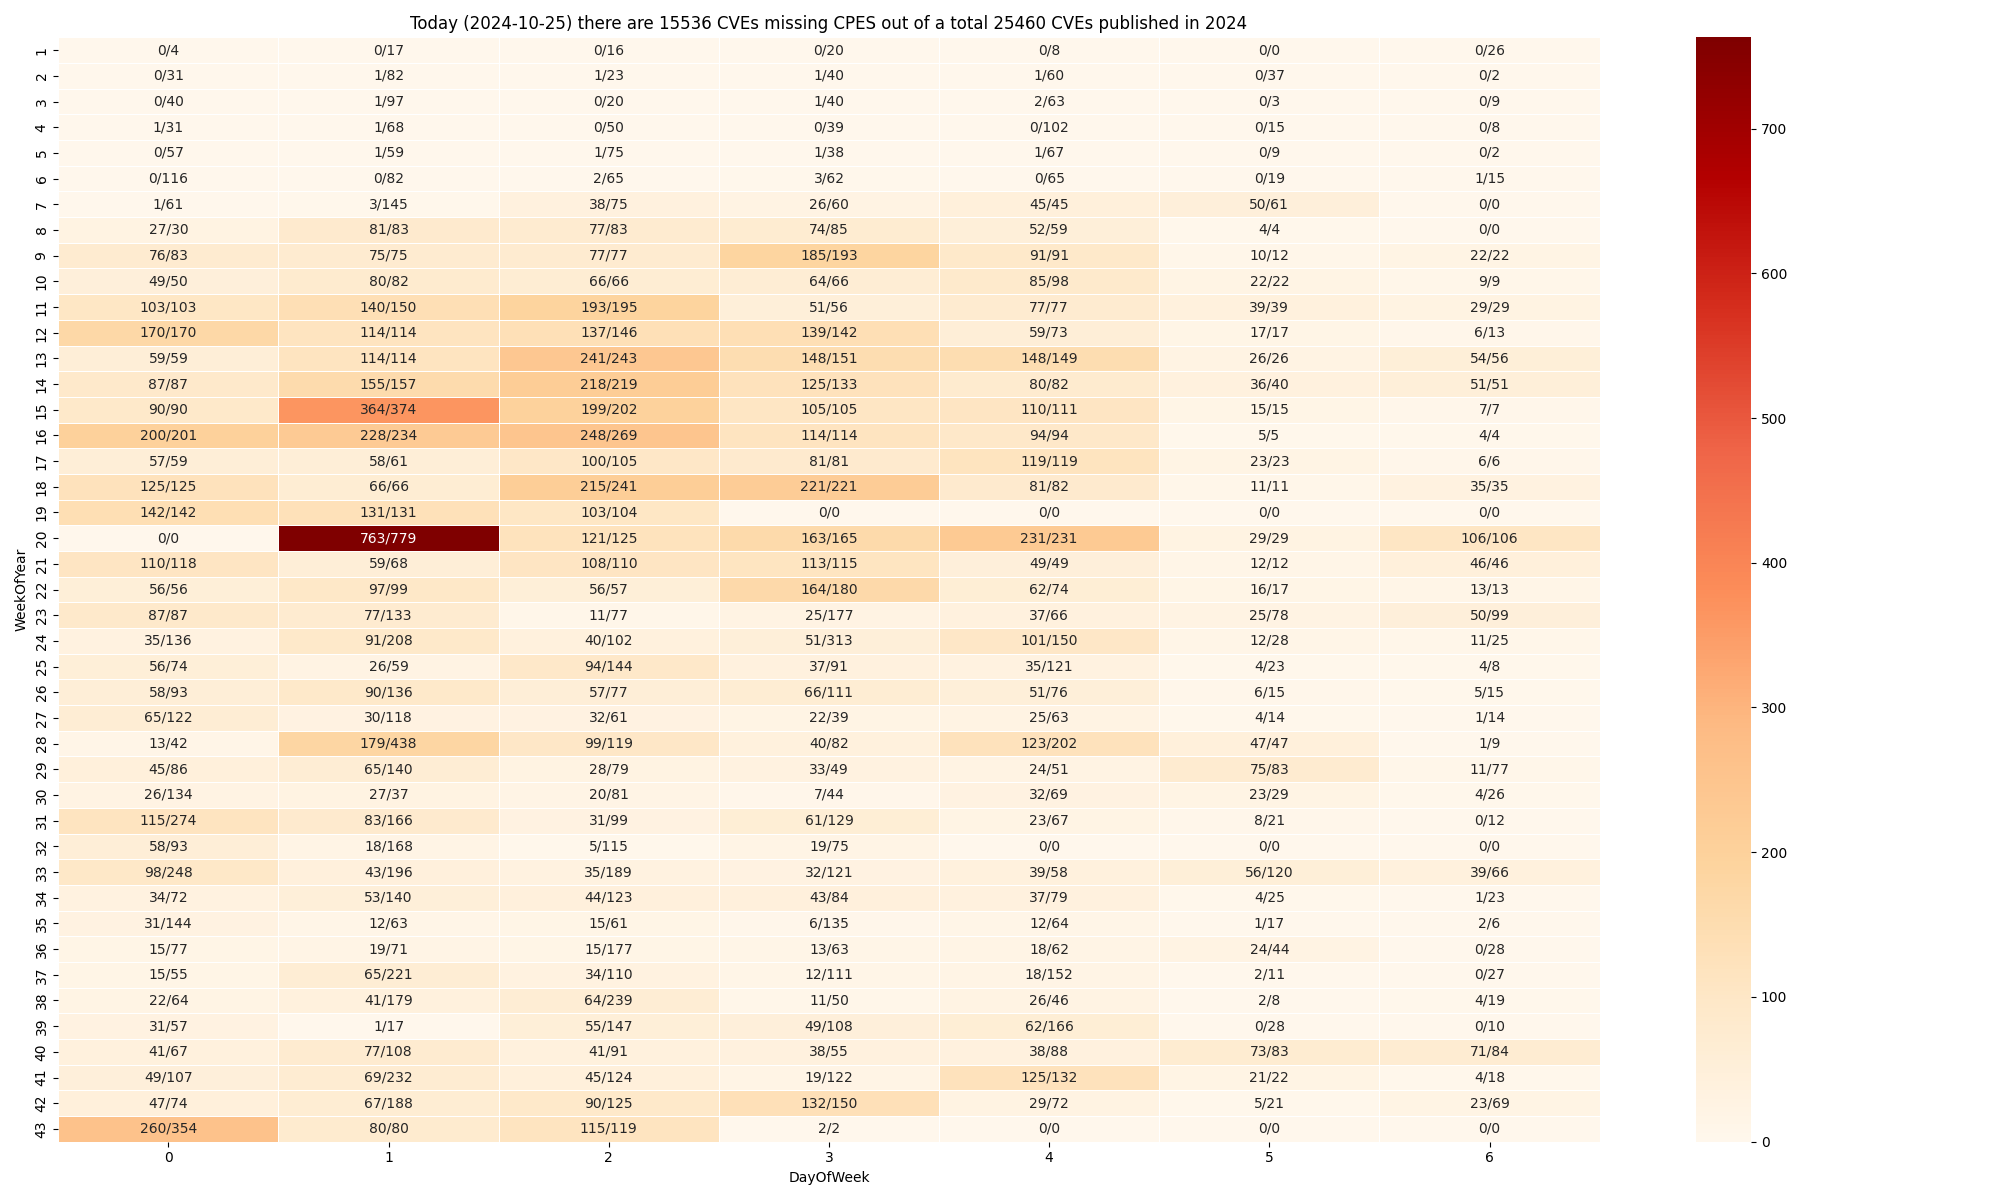 Today (2024-10-25) there are 15536 CVEs missing CPES out of a total 25460 CVEs published in 2024
1 0/4 0/17 0/16 0/20 0/8 0/0 0/26
2 0/31 1/82 1/23 1/40 1/60 0/37 0/2
3 0/40 1/97 0/20 1/40 2/63 0/3 0/9
4 1/31 1/68 0/50 0/39 0/102 0/15 0/8
5 0/57 1/59 1/75 1/38 1/67 0/9 0/2
6 0/116 0/82 2/65 3/62 0/65 0/19 1/15
7 1/61 3/145 38/75 26/60 45/45 50/61 0/0
8 27/30 81/83 77/83 74/85 52/59 4/4 0/0
9 76/83 75/75 77/77 185/193 91/91 10/12 22/22
10 49/50 80/82 66/66 64/66 85/98 22/22 9/9
11 103/103 140/150 193/195 51/56 77/77 39/39 29/29
12 170/170 114/114 137/146 139/142 59/73 17/17 6/13
13 59/59 114/114 241/243 148/151 148/149 26/26 54/56
14 87/87 155/157 218/219 125/133 80/82 36/40 51/51
15 90/90 364/374 199/202 105/105 110/111 15/15 7/7
16 200/201 228/234 248/269 114/114 94/94 5/5 4/4
17 57/59 58/61 100/105 81/81 119/119 23/23 6/6
18 125/125 66/66 215/241 221/221 81/82 11/11 35/35
19 142/142 131/131 103/104 0/0 0/0 0/0 0/0
20 0/0 763/779 121/125 163/165 231/231 29/29 106/106
21 110/118 59/68 108/110 113/115 49/49 12/12 46/46
22 56/56 97/99 56/57 164/180 62/74 16/17 13/13
23 87/87 77/133 11/77 25/177 37/66 25/78 50/99
24 35/136 91/208 40/102 51/313 101/150 12/28 11/25
25 56/74 26/59 94/144 37/91 35/121 4/23 4/8
26 58/93 90/136 57/77 66/111 51/76 6/15 5/15
27 65/122 30/118 32/61 22/39 25/63 4/14 1/14
28 13/42 179/438 99/119 40/82 123/202 47/47 1/9
29 45/86 65/140 28/79 33/49 24/51 75/83 11/77
30 26/134 27/37 20/81 7/44 32/69 23/29 4/26
31 115/274 83/166 31/99 61/129 23/67 8/21 0/12
32 58/93 18/168 5/115 19/75 0/0 0/0 0/0
33 98/248 43/196 35/189 32/121 39/58 56/120 39/66
34 34/72 53/140 44/123 43/84 37/79 4/25 1/23
35 31/144 12/63 15/61 6/135 12/64 1/17 2/6
36 15/77 19/71 15/177 13/63 18/62 24/44 0/28
37 15/55 65/221 34/110 12/111 18/152 2/11 0/27
38 22/64 41/179 64/239 11/50 26/46 2/8 4/19
39 31/57 1/17 55/147 49/108 62/166 0/28 0/10
40 41/67 77/108 41/91 38/55 38/88 73/83 71/84
41 49/107 69/232 45/124 19/122 125/132 21/22 4/18
42 47/74 67/188 90/125 132/150 29/72 5/21 23/69
43 260/354 80/80 115/119 2/2 0/0 0/0 0/0
0 1 2 3 4 5 6
DayOfWeek
WeekOfYear
700
600
500
400
300
200
100
0